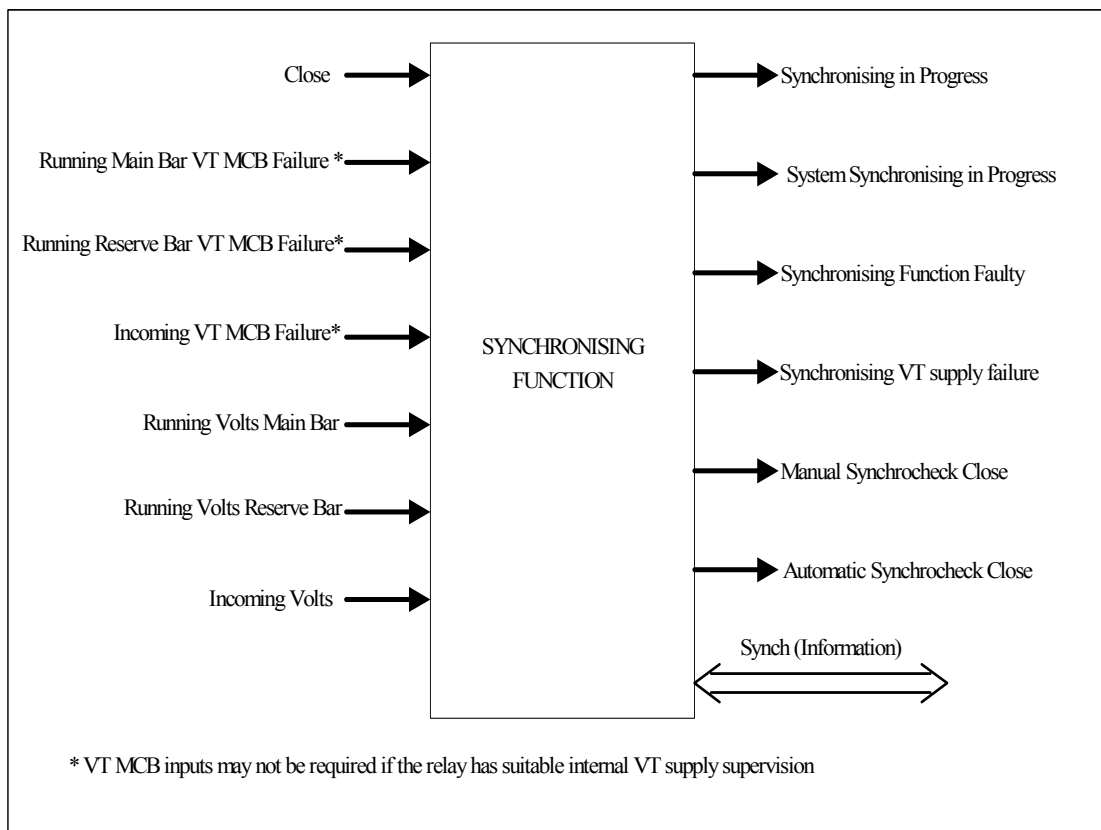 Close
Running Main Bar VT MCB Failure *
Running Reserve Bar VT MCB Failure*
Incoming VT MCB Failure*
Running Volts Main Bar
Running Volts Reserve Bar
Incoming Volts
SYNCHRONISING
FUNCTION
Synchronising in Progress
System Synchronising in Progress
Synchronising Function Faulty
Synchronising VT supply failure
Manual Synchrocheck Close
Automatic Synchrocheck Close
Synch (Information)
* VT MCB inputs may not be required if the relay has suitable internal VT supply supervision